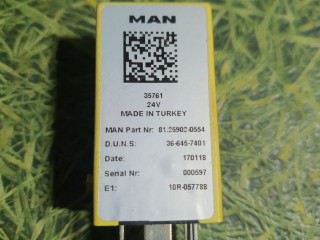 MAN
35761
24V
MADE IN TURKEY
MAN Part Nr: 81.25902-0554
D.U.N.S: 36-645-7401
Date: 170118
Serial Nr: 000597
E1: 10R-057788